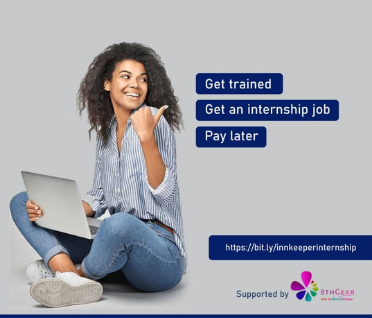 Get trained
Get an internship job
Pay later
https://bit.ly/innkeeperinternship
Supported by
8THGEAR